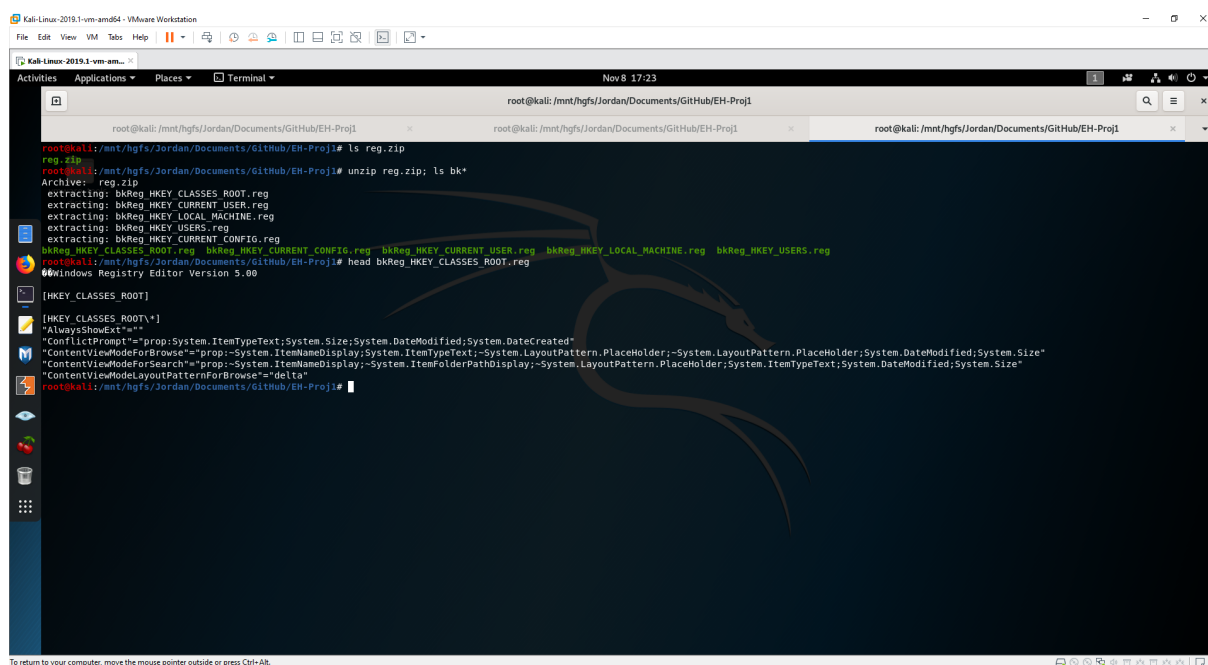 Kali-Linux-2019.1-vm-amd64 - VMware Workstation
File Edit View VM Tabs Help
Kali-Linux-2019.1-vm-am...
Activities Applications Places Terminal Nov 8 17:23 1
root@kali: /mnt/hgfs/Jordan/Documents/GitHub/EH-Proj1
root@kali: /mnt/hgfs/Jordan/Documents/GitHub/EH-Proj1 root@kali: /mnt/hgfs/Jordan/Documents/GitHub/EH-Proj1 root@kali: /mnt/hgfs/Jordan/Documents/GitHub/EH-Proj1
root@kali:/mnt/hgfs/Jordan/Documents/GitHub/EH-Proj1# ls reg.zip
reg.zip
root@kali:/mnt/hgfs/Jordan/Documents/GitHub/EH-Proj1# unzip reg.zip; ls bk*
Archive:  reg.zip
 extracting: bkReg_HKEY_CLASSES_ROOT.reg
 extracting: bkReg_HKEY_CURRENT_USER.reg
 extracting: bkReg_HKEY_LOCAL_MACHINE.reg
 extracting: bkReg_HKEY_USERS.reg
 extracting: bkReg_HKEY_CURRENT_CONFIG.reg
bkReg_HKEY_CLASSES_ROOT.reg  bkReg_HKEY_CURRENT_CONFIG.reg  bkReg_HKEY_CURRENT_USER.reg  bkReg_HKEY_LOCAL_MACHINE.reg  bkReg_HKEY_USERS.reg
root@kali:/mnt/hgfs/Jordan/Documents/GitHub/EH-Proj1# head bkReg_HKEY_CLASSES_ROOT.reg
��Windows Registry Editor Version 5.00
[HKEY_CLASSES_ROOT]
[HKEY_CLASSES_ROOT\*]
"AlwaysShowExt"=""
"ConflictPrompt"="prop:System.ItemTypeText;System.Size;System.DateModified;System.DateCreated"
"ContentViewModeForBrowse"="prop:~System.ItemNameDisplay;System.ItemTypeText;~System.LayoutPattern.PlaceHolder;~System.LayoutPattern.PlaceHolder;System.DateModified;System.Size"
"ContentViewModeForSearch"="prop:~System.ItemNameDisplay;~System.ItemFolderPathDisplay;~System.LayoutPattern.PlaceHolder;System.ItemTypeText;System.DateModified;System.Size"
"ContentViewModeLayoutPatternForBrowse"="delta"
root@kali:/mnt/hgfs/Jordan/Documents/GitHub/EH-Proj1#
To return to your computer, move the mouse pointer outside or press Ctrl+Alt.